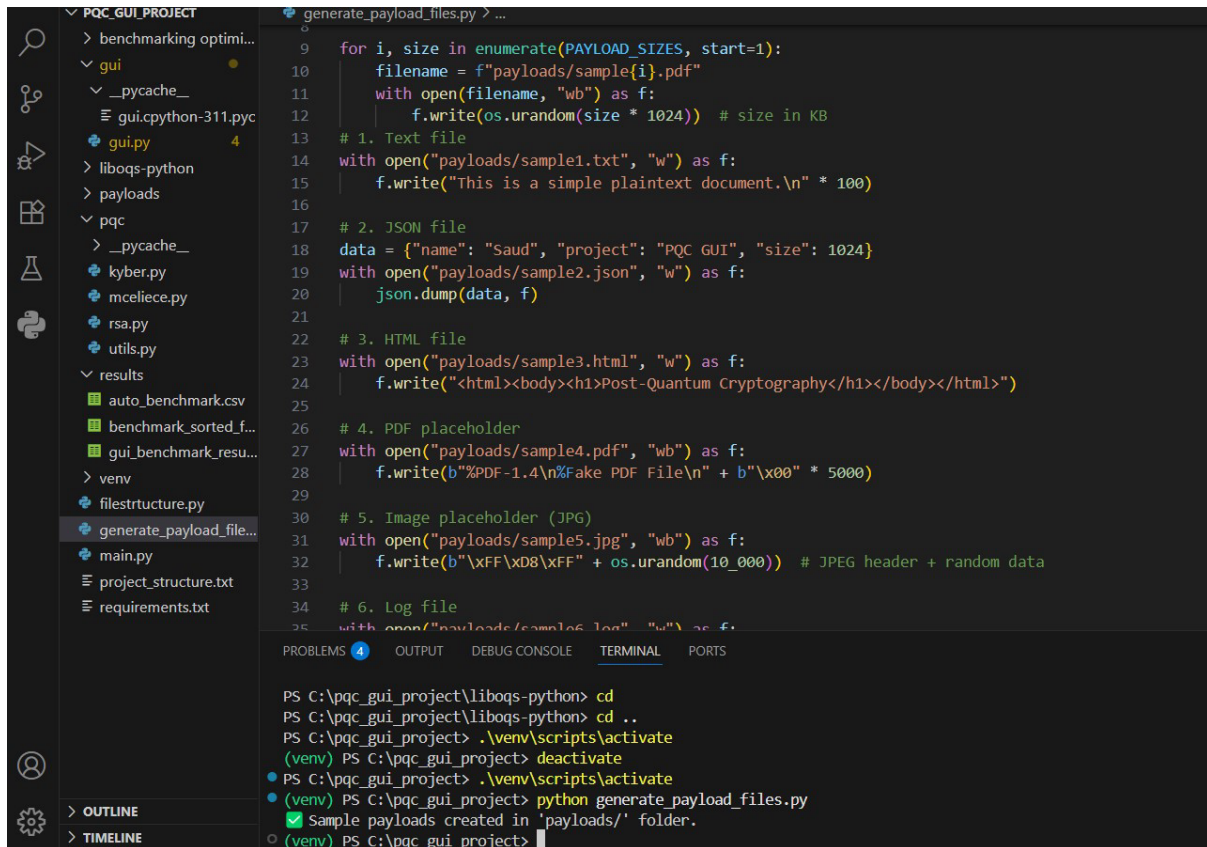 PQC_GUI_PROJECT
> benchmarking optimi...
gui
__pycache__
gui.cpython-311.pyc
gui.py 4
> liboqs-python
> payloads
pqc
> __pycache__
kyber.py
mceliece.py
rsa.py
utils.py
results
auto_benchmark.csv
benchmark_sorted_f...
gui_benchmark_resu...
> venv
filestrtucture.py
generate_payload_file...
main.py
project_structure.txt
requirements.txt
> OUTLINE
> TIMELINE
generate_payload_files.py > ...
8
9 for i, size in enumerate(PAYLOAD_SIZES, start=1):
10     filename = f"payloads/sample{i}.pdf"
11     with open(filename, "wb") as f:
12         f.write(os.urandom(size * 1024))  # size in KB
13 # 1. Text file
14 with open("payloads/sample1.txt", "w") as f:
15     f.write("This is a simple plaintext document.\n" * 100)
16
17 # 2. JSON file
18 data = {"name": "Saud", "project": "PQC GUI", "size": 1024}
19 with open("payloads/sample2.json", "w") as f:
20     json.dump(data, f)
21
22 # 3. HTML file
23 with open("payloads/sample3.html", "w") as f:
24     f.write("<html><body><h1>Post-Quantum Cryptography</h1></body></html>")
25
26 # 4. PDF placeholder
27 with open("payloads/sample4.pdf", "wb") as f:
28     f.write(b"%PDF-1.4\n%Fake PDF File\n" + b"\x00" * 5000)
29
30 # 5. Image placeholder (JPG)
31 with open("payloads/sample5.jpg", "wb") as f:
32     f.write(b"\xFF\xD8\xFF" + os.urandom(10_000))  # JPEG header + random data
33
34 # 6. Log file
35 with open("payloads/sample6.log", "w") as f:
PROBLEMS 4 OUTPUT DEBUG CONSOLE TERMINAL PORTS
PS C:\pqc_gui_project\liboqs-python> cd
PS C:\pqc_gui_project\liboqs-python> cd ..
PS C:\pqc_gui_project> .\venv\scripts\activate
(venv) PS C:\pqc_gui_project> deactivate
PS C:\pqc_gui_project> .\venv\scripts\activate
(venv) PS C:\pqc_gui_project> python generate_payload_files.py
✅ Sample payloads created in 'payloads/' folder.
(venv) PS C:\pqc_gui_project>